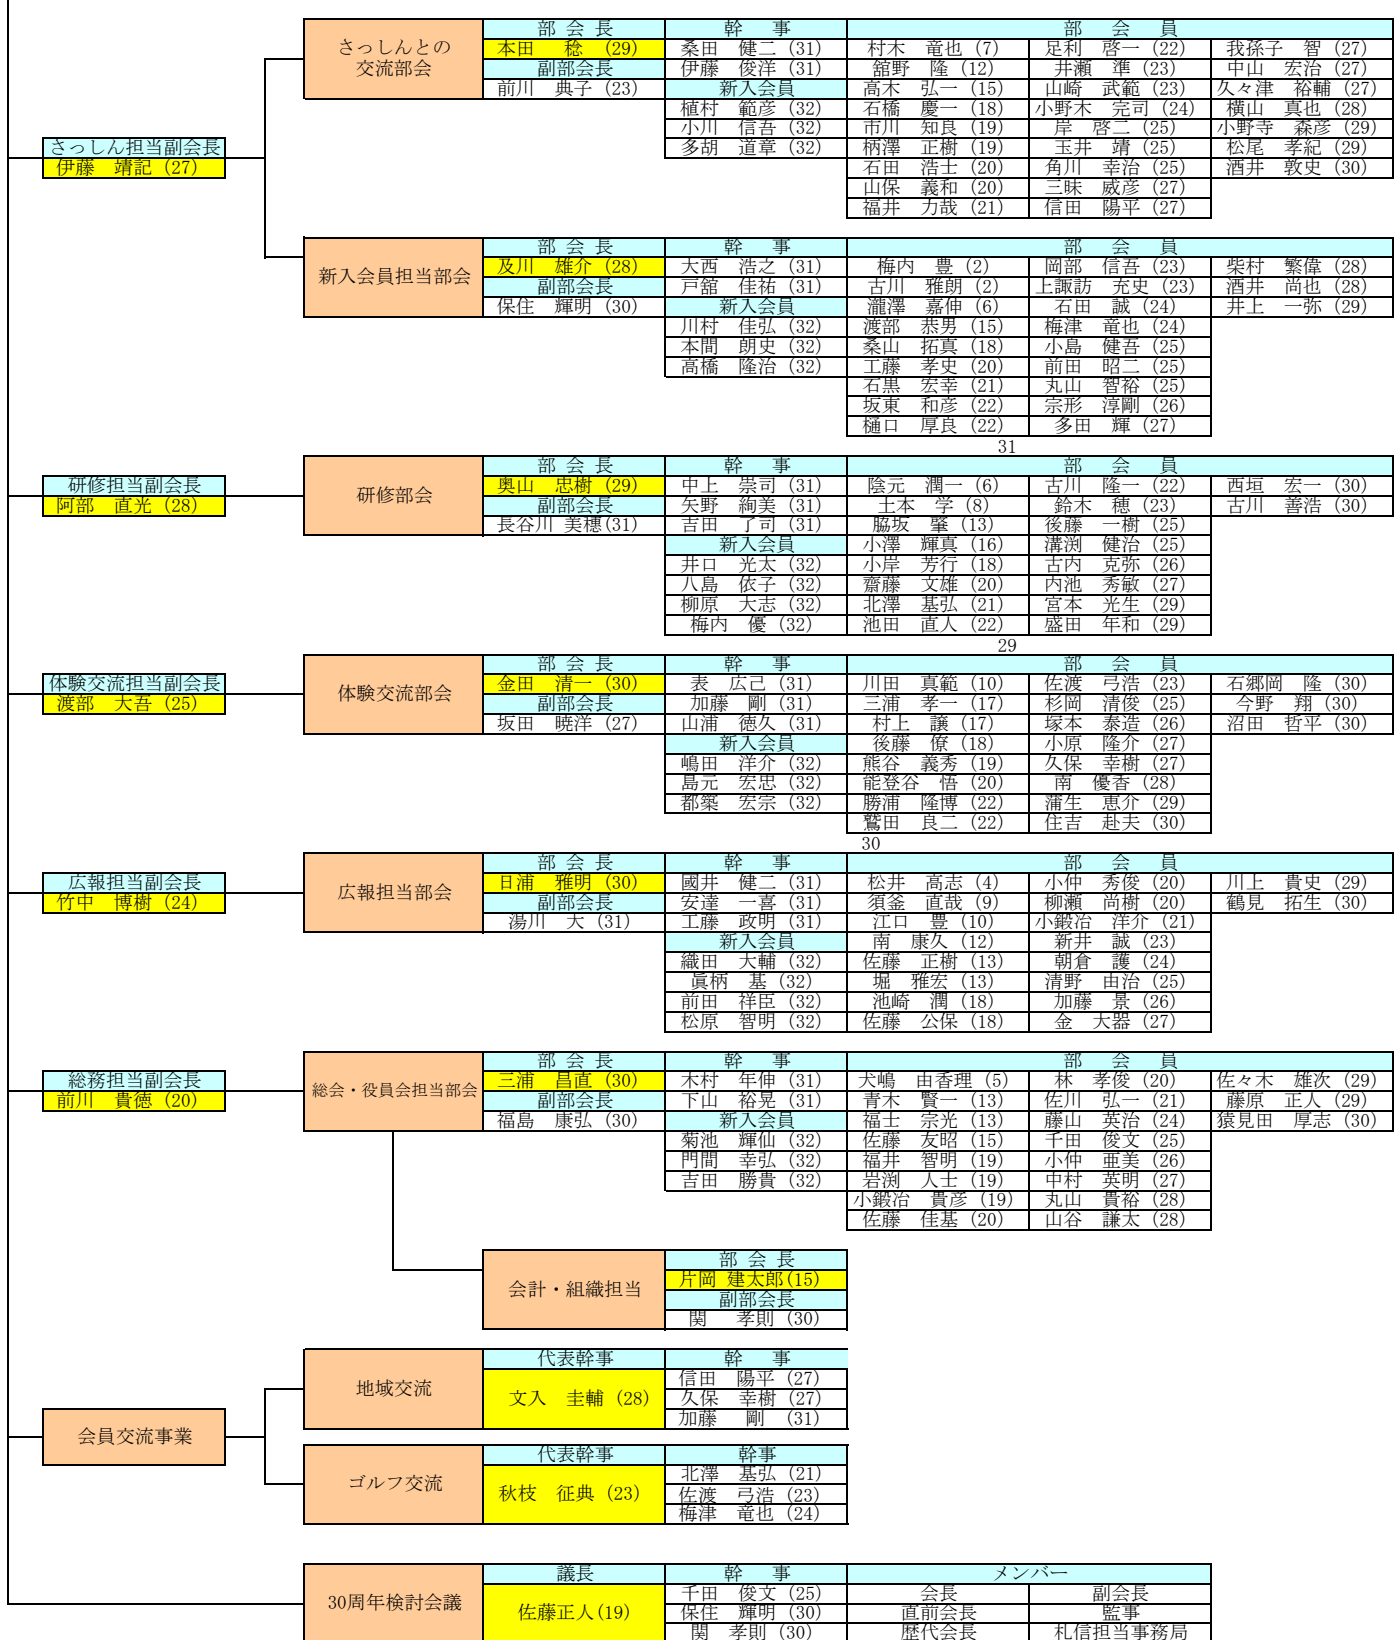 さっしん担当副会長
伊藤　靖記 (27)
さっしんとの
交流部会
部 会 長　幹　事　部　会　員
本田　稔 (29)　桑田　健二 (31)　村木　竜也 (7)　足利　啓一 (22)　我孫子　智 (27)
副部会長　伊藤　俊洋 (31)　舘野　隆 (12)　井瀬　準 (23)　中山　宏治 (27)
前川　典子 (23)　新入会員　高木　弘一 (15)　山崎　武範 (23)　久々津　裕輔 (27)
植村　範彦 (32)　石橋　慶一 (18)　小野木　完司 (24)　横山　真也 (28)
小川　信吾 (32)　市川　知良 (19)　岸　啓二 (25)　小野寺　森彦 (29)
多胡　道章 (32)　柄澤　正樹 (19)　玉井　靖 (25)　松尾　孝紀 (29)
石田　浩士 (20)　角川　幸治 (25)　酒井　敦史 (30)
山保　義和 (20)　三昧　威彦 (27)
福井　力哉 (21)　信田　陽平 (27)
新入会員担当部会
部 会 長　幹　事　部　会　員
及川　雄介 (28)　大西　浩之 (31)　梅内　豊 (2)　岡部　信吾 (23)　柴村　繁偉 (28)
副部会長　戸舘　佳祐 (31)　古川　雅朗 (2)　上諏訪　充史 (23)　酒井　尚也 (28)
保住　輝明 (30)　新入会員　瀧澤　嘉伸 (6)　石田　誠 (24)　井上　一弥 (29)
川村　佳弘 (32)　渡部　恭男 (15)　梅津　竜也 (24)
本間　朗史 (32)　桑山　拓真 (18)　小島　健吾 (25)
高橋　隆治 (32)　工藤　孝史 (20)　前田　昭二 (25)
石黒　宏幸 (21)　丸山　智裕 (25)
坂東　和彦 (22)　宗形　淳剛 (26)
樋口　厚良 (22)　多田　輝 (27)
31
研修担当副会長
阿部　直光 (28)
研修部会
部 会 長　幹　事　部　会　員
奥山　忠樹 (29)　中上　崇司 (31)　陰元　潤一 (6)　古川　隆一 (22)　西垣　宏一 (30)
副部会長　矢野　絢美 (31)　土本　学 (8)　鈴木　穂 (23)　古川　善浩 (30)
長谷川 美穗(31)　吉田　了司 (31)　脇坂　肇 (13)　後藤　一樹 (25)
新入会員　小澤　輝真 (16)　溝渕　健治 (25)
井口　光太 (32)　小岸　芳行 (18)　古内　克弥 (26)
八島　依子 (32)　齋藤　文雄 (20)　内池　秀敏 (27)
柳原　大志 (32)　北澤　基弘 (21)　宮本　光生 (29)
梅内　優 (32)　池田　直人 (22)　盛田　年和 (29)
29
体験交流担当副会長
渡部　大吾 (25)
体験交流部会
部 会 長　幹　事　部　会　員
金田　清一 (30)　表　広己 (31)　川田　真範 (10)　佐渡　弓浩 (23)　石郷岡　隆 (30)
副部会長　加藤　剛 (31)　三浦　孝一 (17)　杉岡　清俊 (25)　今野　翔 (30)
坂田　暁洋 (27)　山浦　徳久 (31)　村上　譲 (17)　塚本　泰造 (26)　沼田　哲平 (30)
新入会員　後藤　僚 (18)　小原　隆介 (27)
嶋田　洋介 (32)　熊谷　義秀 (19)　久保　幸樹 (27)
島元　宏忠 (32)　能登谷　悟 (20)　南　優香 (28)
都築　宏宗 (32)　勝浦　隆博 (22)　蒲生　恵介 (29)
鷲田　良二 (22)　住吉　赴夫 (30)
30
広報担当副会長
竹中　博樹 (24)
広報担当部会
部 会 長　幹　事　部　会　員
日浦　雅明 (30)　國井　健二 (31)　松井　高志 (4)　小仲　秀俊 (20)　川上　貴史 (29)
副部会長　安達　一喜 (31)　須釜　直哉 (9)　柳瀬　尚樹 (20)　鶴見　拓生 (30)
湯川　大 (31)　工藤　政明 (31)　江口　豊 (10)　小鍛冶　洋介 (21)
新入会員　南　康久 (12)　新井　誠 (23)
織田　大輔 (32)　佐藤　正樹 (13)　朝倉　護 (24)
眞柄　基 (32)　堀　雅宏 (13)　清野　由治 (25)
前田　祥臣 (32)　池崎　潤 (18)　加藤　景 (26)
松原　智明 (32)　佐藤　公保 (18)　金　大器 (27)
総務担当副会長
前川　貴徳 (20)
総会・役員会担当部会
部 会 長　幹　事　部　会　員
三浦　昌直 (30)　木村　年伸 (31)　犬嶋　由香理 (5)　林　孝俊 (20)　佐々木　雄次 (29)
副部会長　下山　裕晃 (31)　青木　賢一 (13)　佐川　弘一 (21)　藤原　正人 (29)
福島　康弘 (30)　新入会員　福士　宗光 (13)　藤山　英治 (24)　猿見田　厚志 (30)
菊池　輝仙 (32)　佐藤　友昭 (15)　千田　俊文 (25)
門間　幸弘 (32)　福井　智明 (19)　小仲　亜美 (26)
吉田　勝貴 (32)　岩渕　人士 (19)　中村　英明 (27)
小鍛冶　貴彦 (19)　丸山　貴裕 (28)
佐藤　佳基 (20)　山谷　謙太 (28)
会計・組織担当
部 会 長
片岡 建太郎(15)
副部会長
関　孝則 (30)
会員交流事業
地域交流
代表幹事　幹　事
文入　圭輔 (28)
信田　陽平 (27)
久保　幸樹 (27)
加藤　剛 (31)
ゴルフ交流
代表幹事　幹事
秋枝　征典 (23)
北澤　基弘 (21)
佐渡　弓浩 (23)
梅津　竜也 (24)
30周年検討会議
議長　幹　事　メンバー
佐藤正人(19)
千田　俊文 (25)　会長　副会長
保住　輝明 (30)　直前会長　監事
関　孝則 (30)　歴代会長　札信担当事務局